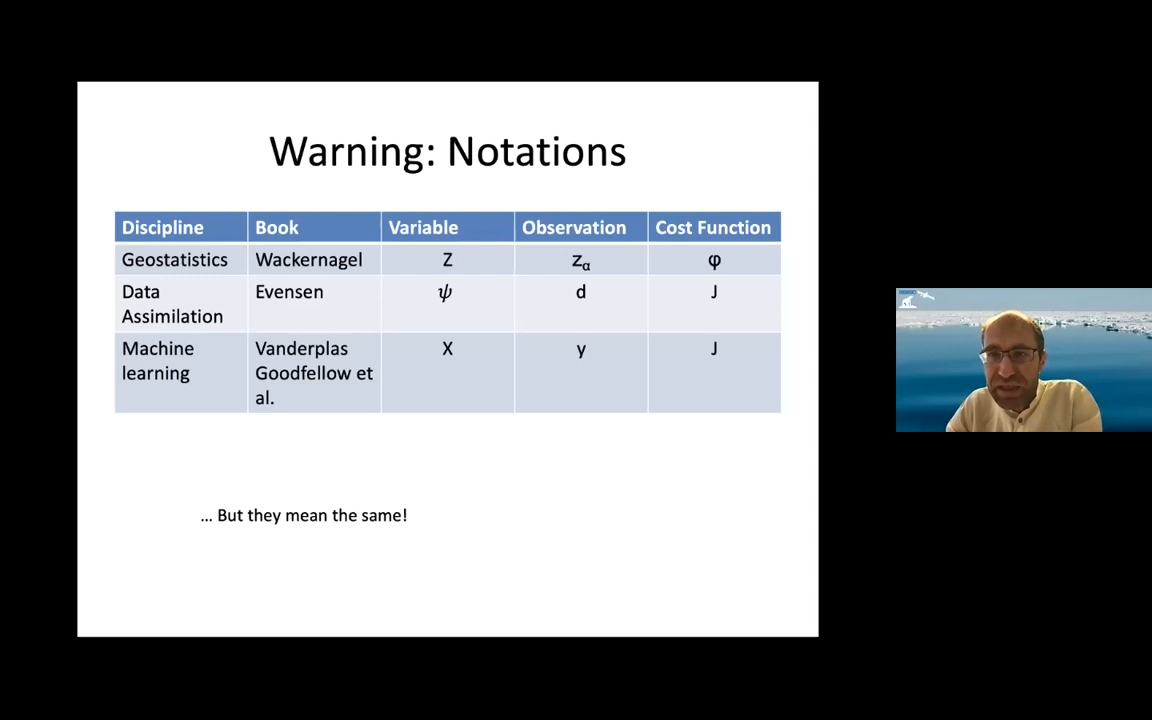 Warning: Notations
Discipline Book Variable Observation Cost Function
Geostatistics Wackernagel Z zα φ
Data Evensen ψ d J
Assimilation
Machine Vanderplas X y J
learning Goodfellow et
al.
... But they mean the same!